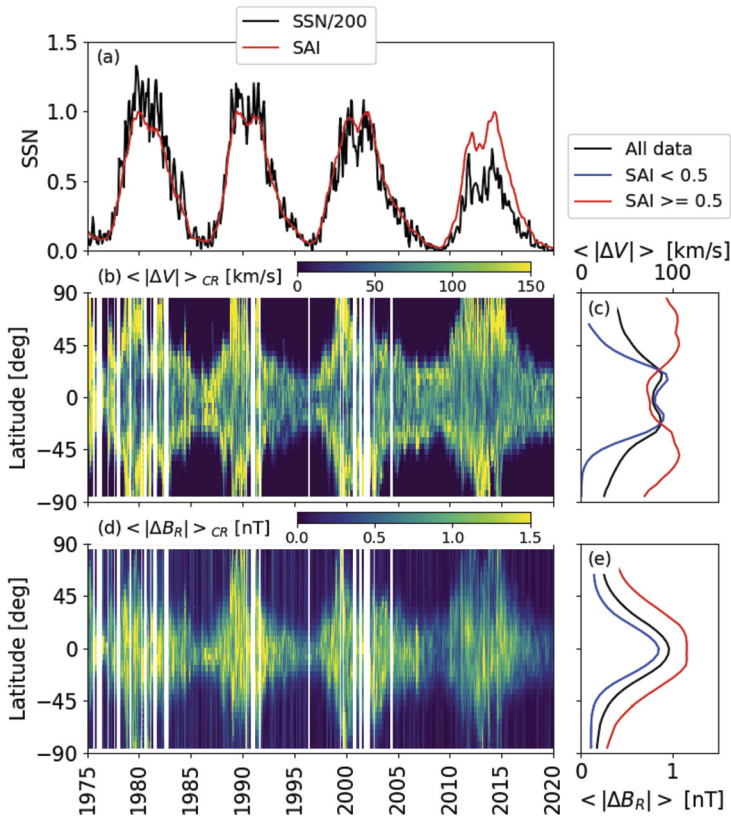 SSN/200
SAI
(a)
1.5
1.0
0.5
0.0
SSN
All data
SAI < 0.5
SAI >= 0.5
< |ΔV| > [km/s]
0 100
(b) < |ΔV| > CR [km/s]
0 50 100 150
90
45
0
−45
−90
Latitude [deg]
(c)
(d) < |ΔB_R| > CR [nT]
0.0 0.5 1.0 1.5
90
45
0
−45
−90
Latitude [deg]
(e)
1975 1980 1985 1990 1995 2000 2005 2010 2015 2020
0 1
< |ΔB_R| > [nT]